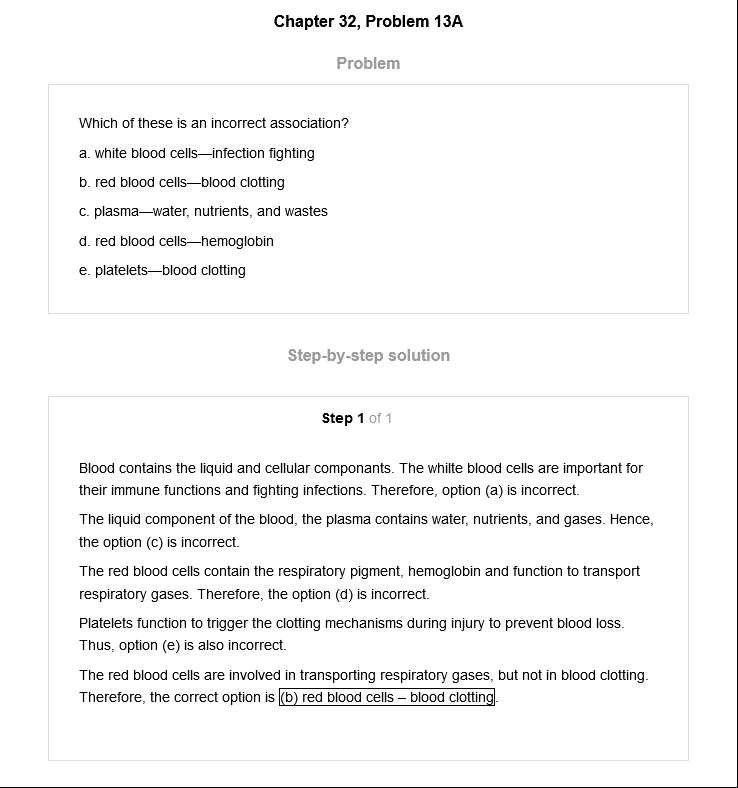 Chapter 32, Problem 13A
Problem
Which of these is an incorrect association?
a. white blood cells—infection fighting
b. red blood cells—blood clotting
c. plasma—water, nutrients, and wastes
d. red blood cells—hemoglobin
e. platelets—blood clotting
Step-by-step solution
Step 1 of 1
Blood contains the liquid and cellular componants. The whilte blood cells are important for
their immune functions and fighting infections. Therefore, option (a) is incorrect.
The liquid component of the blood, the plasma contains water, nutrients, and gases. Hence,
the option (c) is incorrect.
The red blood cells contain the respiratory pigment, hemoglobin and function to transport
respiratory gases. Therefore, the option (d) is incorrect.
Platelets function to trigger the clotting mechanisms during injury to prevent blood loss.
Thus, option (e) is also incorrect.
The red blood cells are involved in transporting respiratory gases, but not in blood clotting.
Therefore, the correct option is (b) red blood cells – blood clotting.